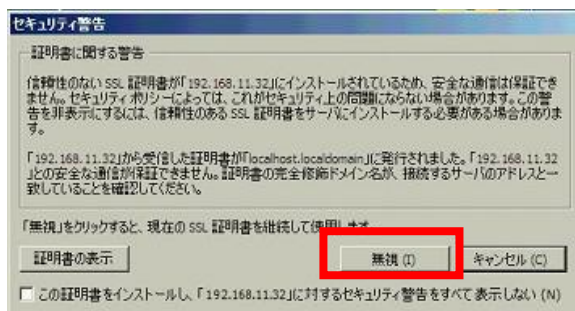 セキュリティ警告
証明書に関する警告
信頼性のない SSL 証明書が「192.168.11.32」にインストールされているため、安全な通信は保証でき
ません。セキュリティ ポリシーによっては、これがセキュリティ上の問題にならない場合があります。この警
告を非表示にするには、信頼性のある SSL 証明書をサーバにインストールする必要がある場合がありま
す。
「192.168.11.32」から受信した証明書が「localhost.localdomain」に発行されました。「192.168.11.32
」との安全な通信が保証できません。証明書の完全修飾ドメイン名が、接続するサーバのアドレスと一
致していることを確認してください。
「無視」をクリックすると、現在の SSL 証明書を継続して使用します
証明書の表示
無視 (I)
キャンセル (C)
この証明書をインストールし、「192.168.11.32」に対するセキュリティ警告をすべて表示しない (N)